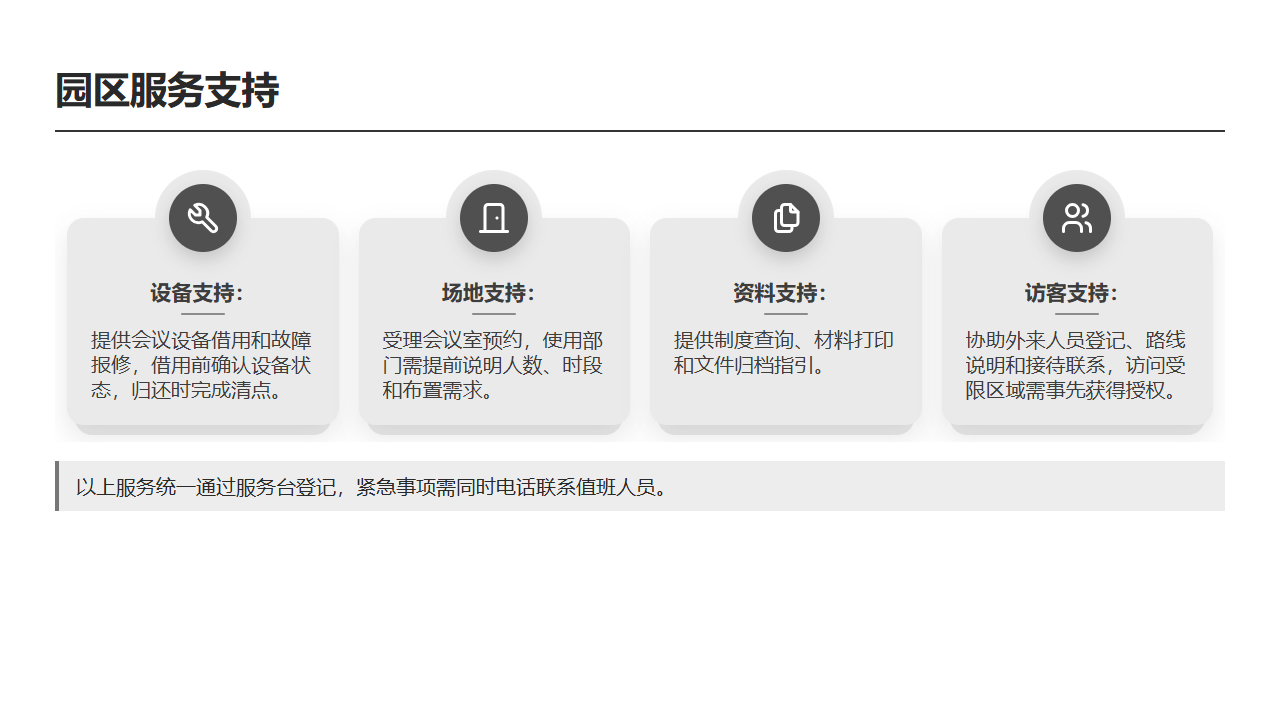 园区服务支持
设备支持：
提供会议设备借用和故障
报修，借用前确认设备状
态，归还时完成清点。
场地支持：
受理会议室预约，使用部
门需提前说明人数、时段
和布置需求。
资料支持：
提供制度查询、材料打印
和文件归档指引。
访客支持：
协助外来人员登记、路线
说明和接待联系，访问受
限区域需事先获得授权。
以上服务统一通过服务台登记，紧急事项需同时电话联系值班人员。